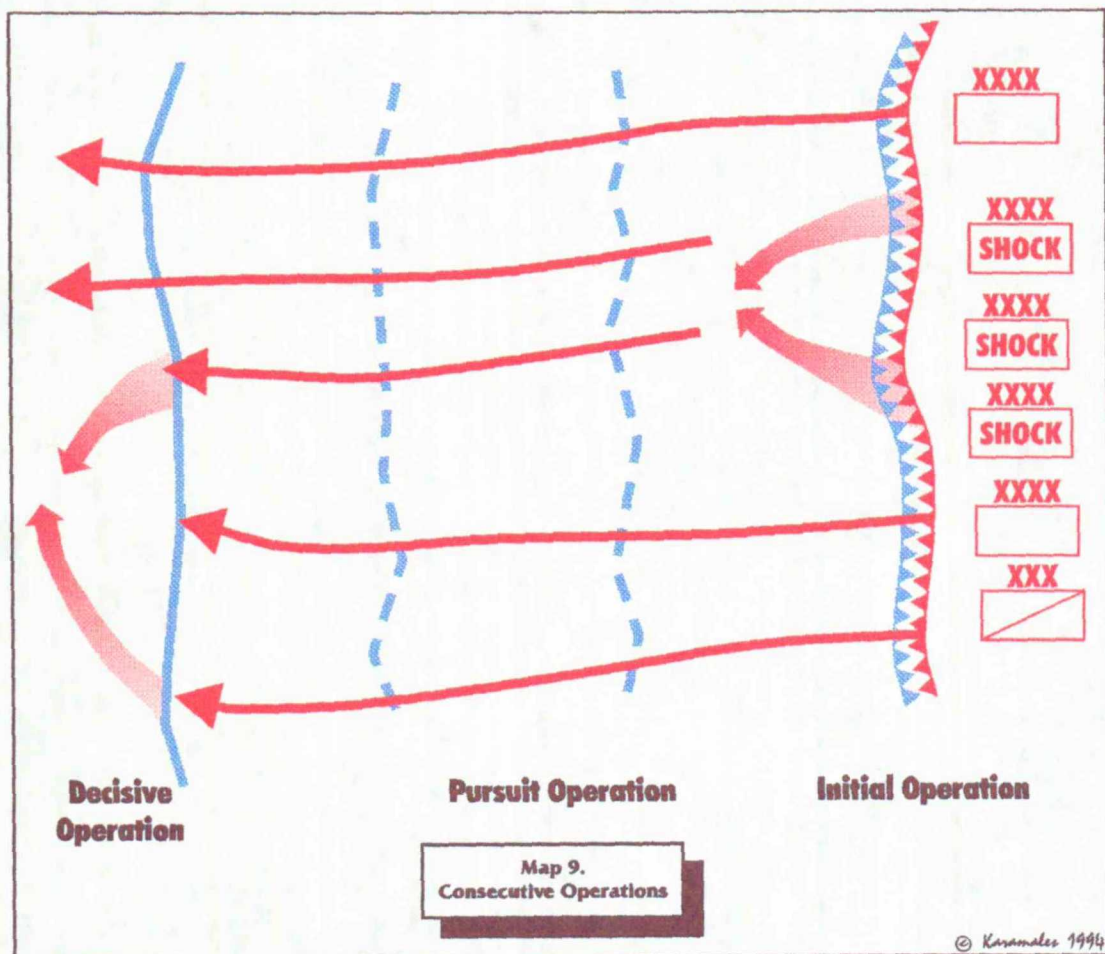 XXXX
XXXX
SHOCK
XXXX
SHOCK
XXXX
SHOCK
XXXX
XXX
Decisive
Operation
Pursuit Operation
Initial Operation
Map 9.
Consecutive Operations
© Karamales 1994